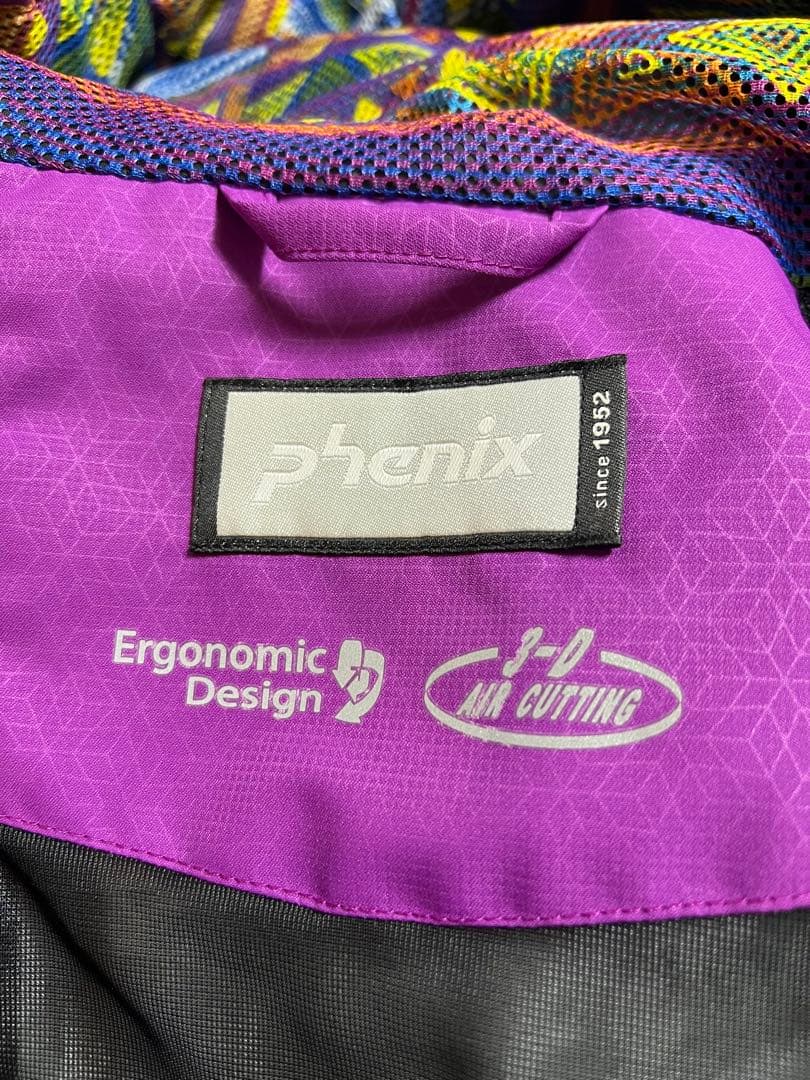 phenix
since 1952
Ergonomic
Design
3-D
AIR CUTTING